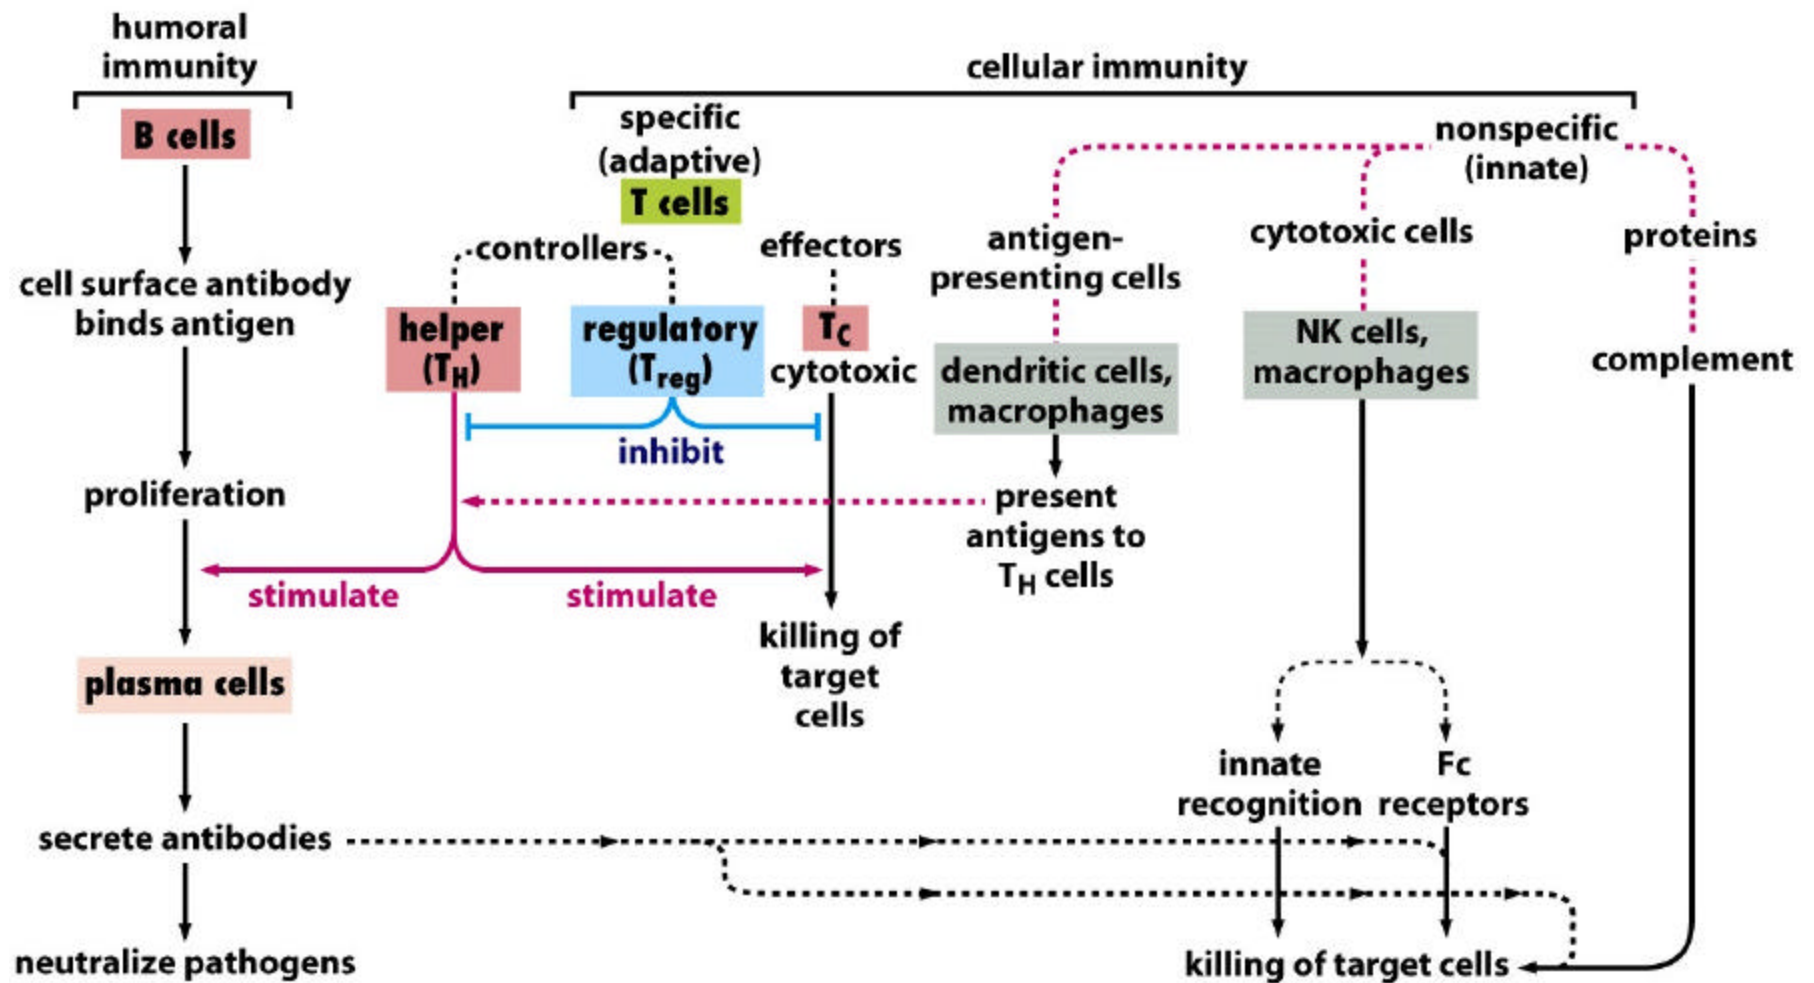 humoral
immunity
B cells
cell surface antibody
binds antigen
proliferation
plasma cells
secrete antibodies
neutralize pathogens
cellular immunity
specific
(adaptive)
T cells
controllers
effectors
helper
(TH)
regulatory
(Treg)
TC
cytotoxic
inhibit
stimulate
stimulate
killing of
target
cells
nonspecific
(innate)
antigen-
presenting cells
dendritic cells,
macrophages
present
antigens to
TH cells
cytotoxic cells
NK cells,
macrophages
innate
recognition
Fc
receptors
proteins
complement
killing of target cells